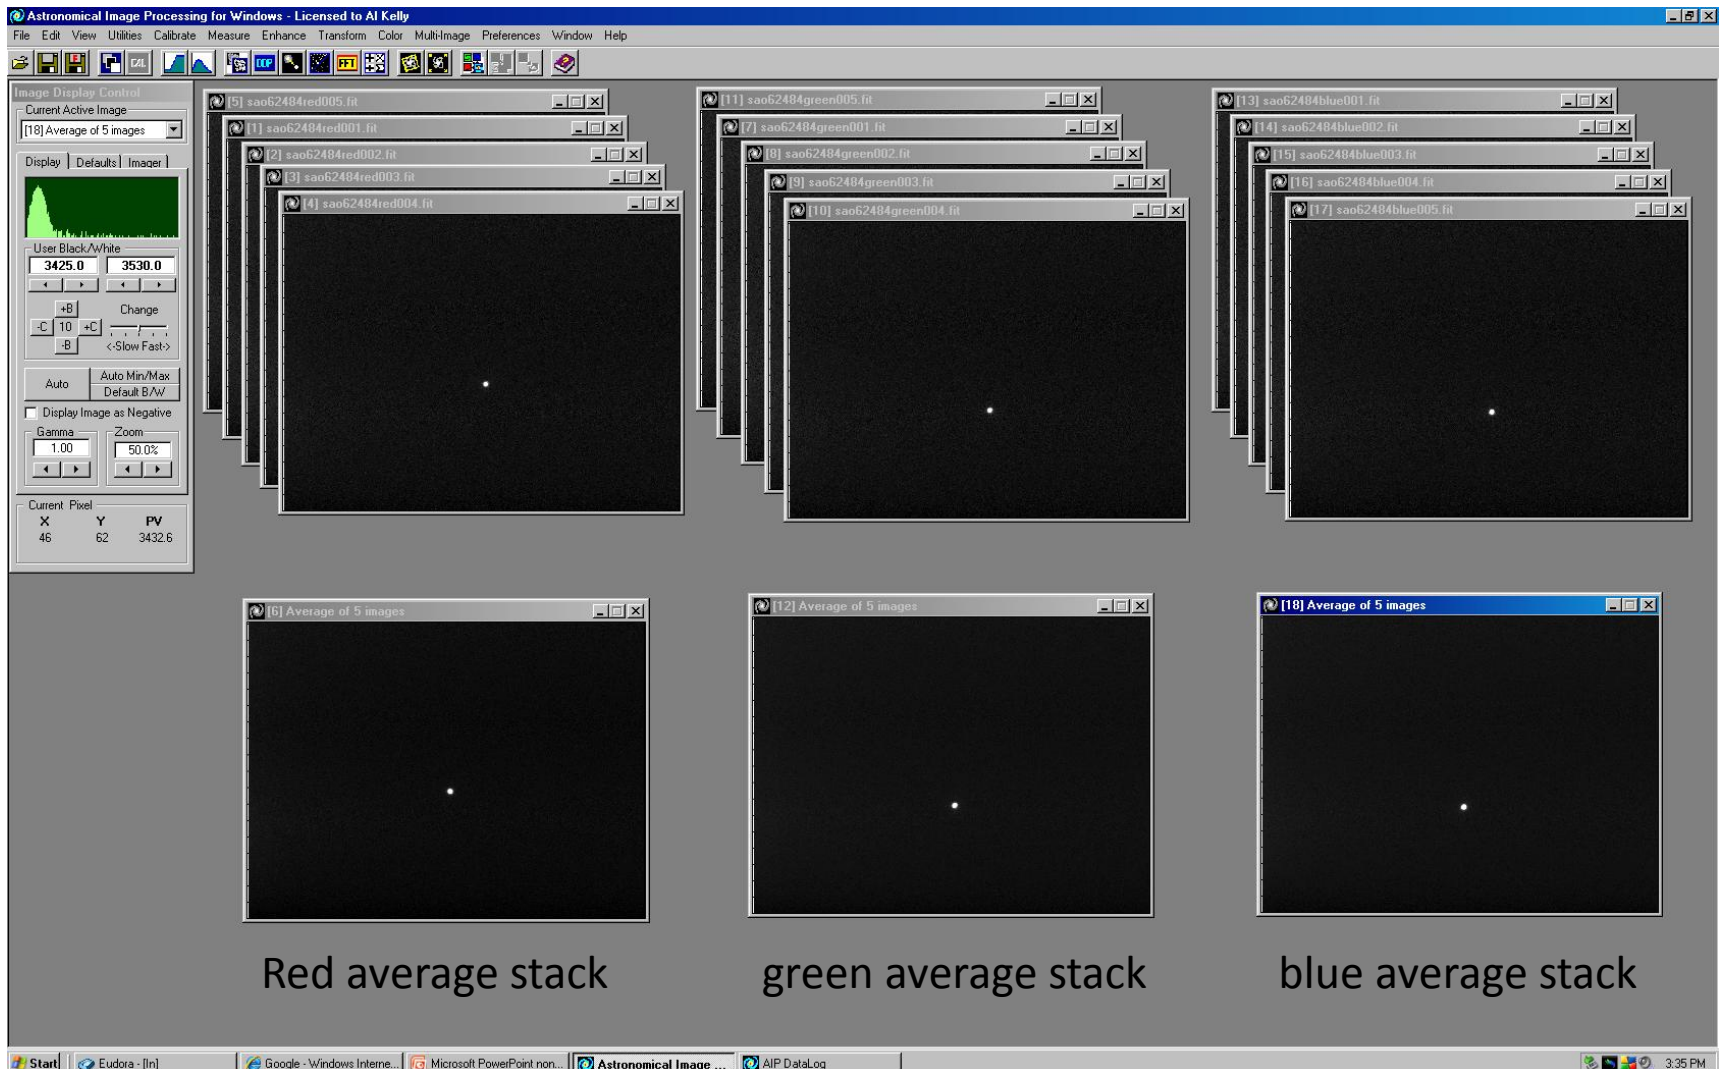 Astronomical Image Processing for Windows - Licensed to Al Kelly
File Edit View Utilities Calibrate Measure Enhance Transform Color Multi-Image Preferences Window Help
CAL DDP FFT
Image Display Control
Current Active Image
[18] Average of 5 images
Display Defaults Imager
User Black/White
3425.0 3530.0
+B Change
-C 10 +C
-B <-Slow Fast->
Auto Auto Min/Max
Default B/W
Display Image as Negative
Gamma Zoom
1.00 50.0%
Current Pixel
X Y PV
46 62 3432.6
[5] sao62484red005.fit
[1] sao62484red001.fit
[2] sao62484red002.fit
[3] sao62484red003.fit
[4] sao62484red004.fit
[11] sao62484green005.fit
[7] sao62484green001.fit
[8] sao62484green002.fit
[9] sao62484green003.fit
[10] sao62484green004.fit
[13] sao62484blue001.fit
[14] sao62484blue002.fit
[15] sao62484blue003.fit
[16] sao62484blue004.fit
[17] sao62484blue005.fit
[6] Average of 5 images
[12] Average of 5 images
[18] Average of 5 images
Red average stack
green average stack
blue average stack
Start Eudora - [In] Google - Windows Interne... Microsoft PowerPoint non... Astronomical Image ... AIP DataLog 3:35 PM